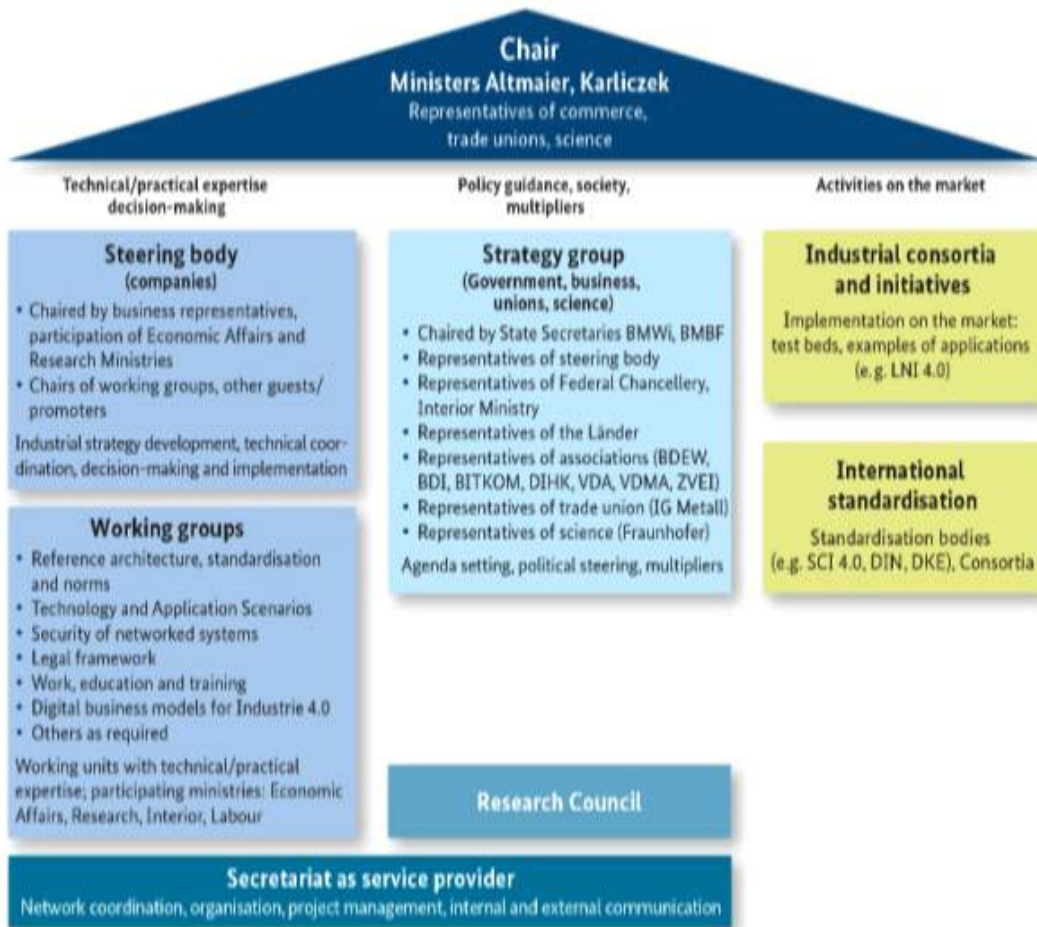 Chair
Ministers Altmaier, Karliczek
Representatives of commerce,
trade unions, science
Technical/practical expertise
decision-making
Steering body
(companies)
• Chaired by business representatives,
participation of Economic Affairs and
Research Ministries
• Chairs of working groups, other guests/
promoters
Industrial strategy development, technical coor-
dination, decision-making and implementation
Working groups
• Reference architecture, standardisation
and norms
• Technology and Application Scenarios
• Security of networked systems
• Legal framework
• Work, education and training
• Digital business models for Industrie 4.0
• Others as required
Working units with technical/practical
expertise; participating ministries: Economic
Affairs, Research, Interior, Labour
Policy guidance, society,
multipliers
Strategy group
(Government, business,
unions, science)
• Chaired by State Secretaries BMWi, BMBF
• Representatives of steering body
• Representatives of Federal Chancellery,
Interior Ministry
• Representatives of the Länder
• Representatives of associations (BDEW,
BDI, BITKOM, DIHK, VDA, VDMA, ZVEI)
• Representatives of trade union (IG Metall)
• Representatives of science (Fraunhofer)
Agenda setting, political steering, multipliers
Research Council
Activities on the market
Industrial consortia
and initiatives
Implementation on the market:
test beds, examples of applications
(e.g. LNI 4.0)
International
standardisation
Standardisation bodies
(e.g. SCI 4.0, DIN, DKE), Consortia
Secretariat as service provider
Network coordination, organisation, project management, internal and external communication